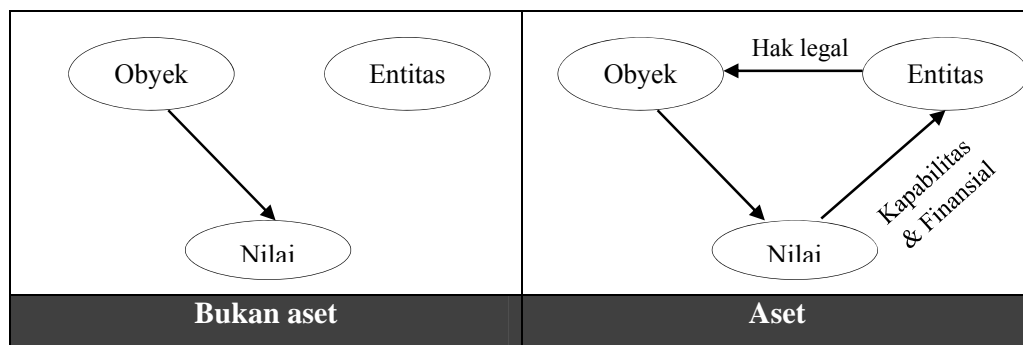 Obyek
Entitas
Nilai
Bukan aset
Hak legal
Obyek
Entitas
Kapabilitas
& Finansial
Nilai
Aset